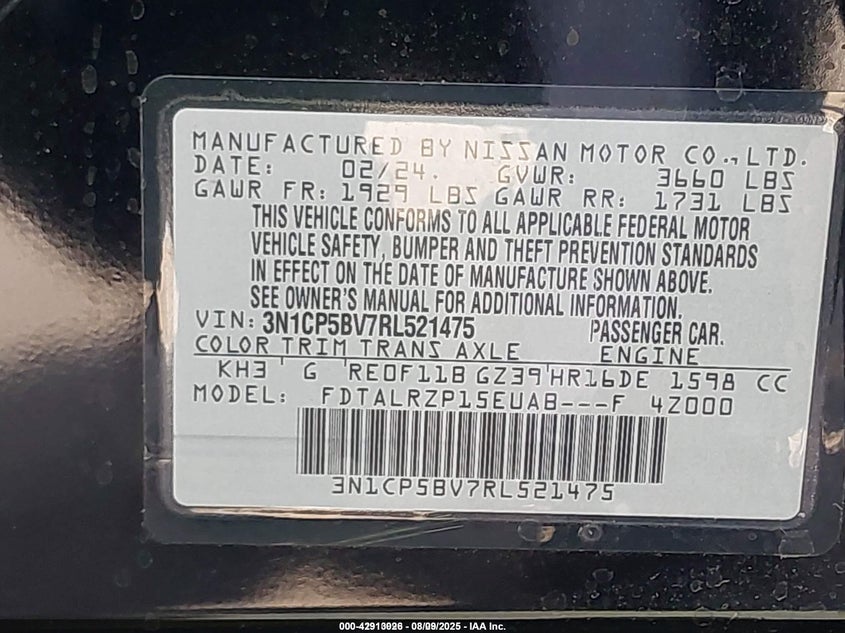 MANUFACTURED BY NISSAN MOTOR CO.,LTD.
DATE: 02/24. GVWR: 3660 LBS
GAWR FR: 1929 LBS GAWR RR: 1731 LBS
THIS VEHICLE CONFORMS TO ALL APPLICABLE FEDERAL MOTOR
VEHICLE SAFETY, BUMPER AND THEFT PREVENTION STANDARDS
IN EFFECT ON THE DATE OF MANUFACTURE SHOWN ABOVE.
SEE OWNER'S MANUAL FOR ADDITIONAL INFORMATION.
VIN: 3N1CP5BV7RL521475 PASSENGER CAR.
COLOR TRIM TRANS AXLE ENGINE
KH3 G RE0F11B GZ39 HR16DE 1598 CC
MODEL: FDTALRZP15EUAB---F 42000
3N1CP5BV7RL521475
- 08/09/2025 - IAA Inc.